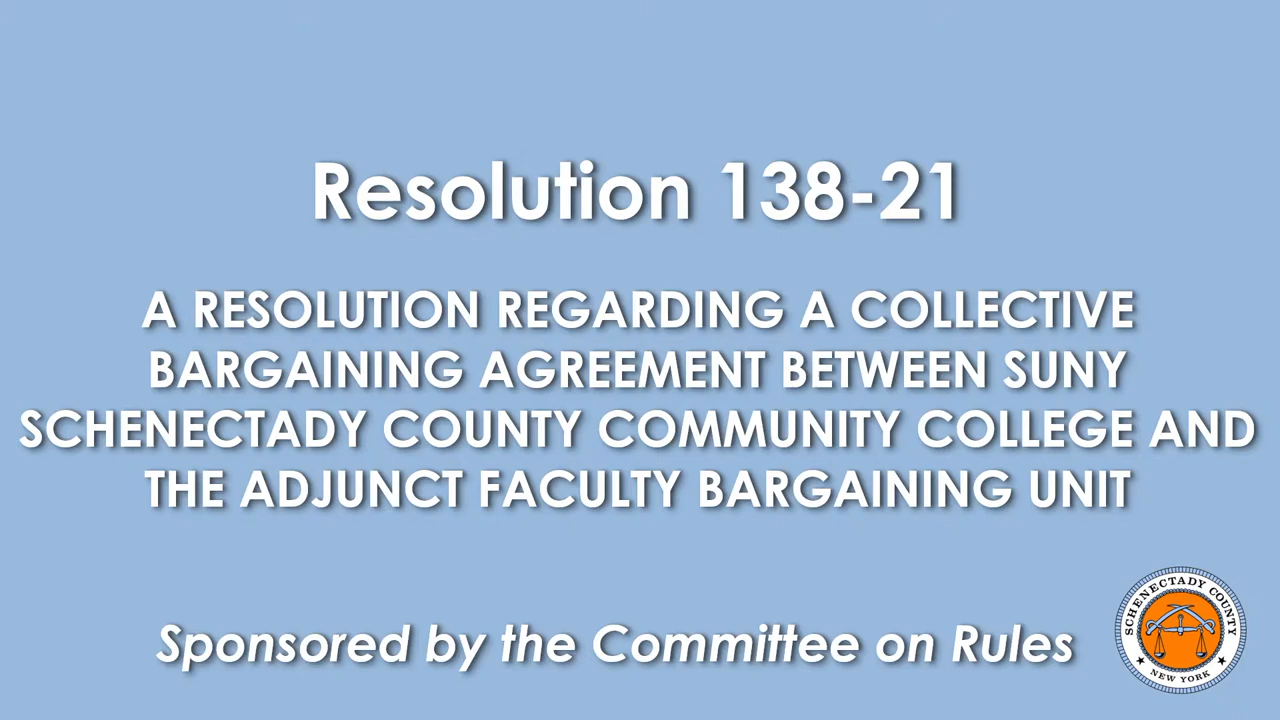 Resolution 138-21
A RESOLUTION REGARDING A COLLECTIVE
BARGAINING AGREEMENT BETWEEN SUNY
SCHENECTADY COUNTY COMMUNITY COLLEGE AND
THE ADJUNCT FACULTY BARGAINING UNIT
Sponsored by the Committee on Rules
SCHENECTADY COUNTY
NEW YORK